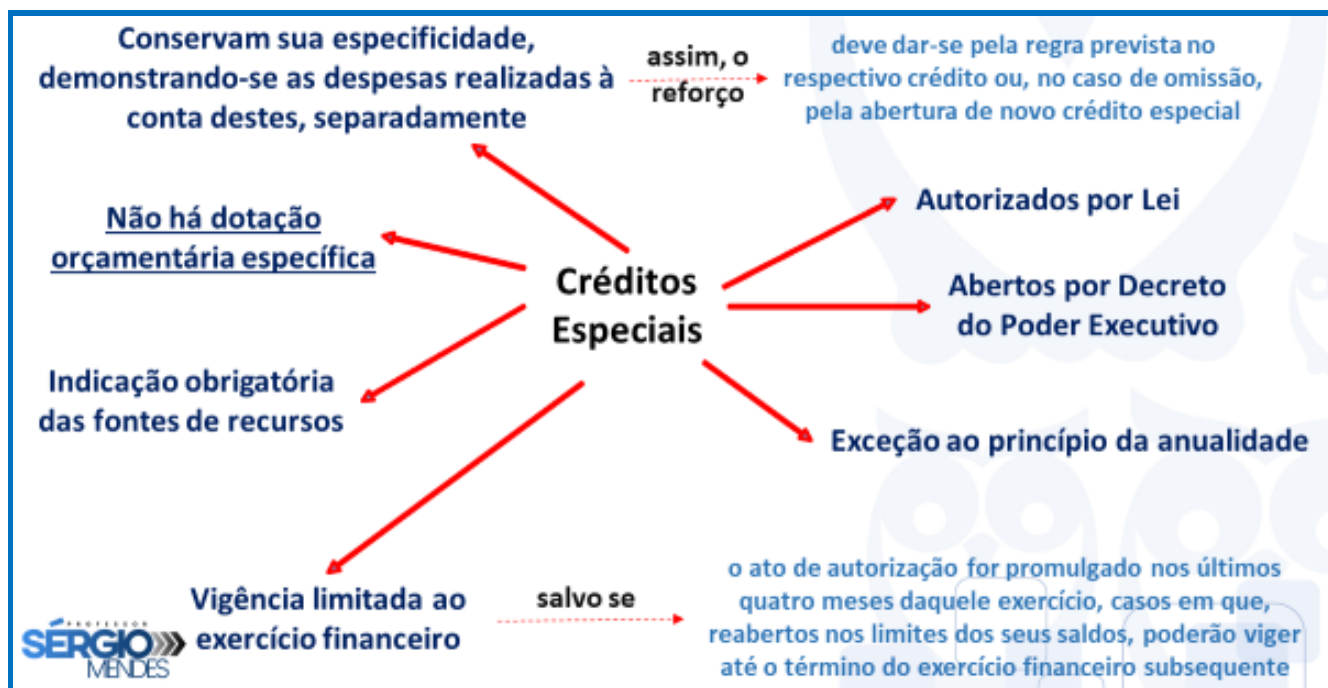 Conservam sua especificidade,
demonstrando-se as despesas realizadas à
conta destes, separadamente
assim, o
reforço
deve dar-se pela regra prevista no
respectivo crédito ou, no caso de omissão,
pela abertura de novo crédito especial
Não há dotação
orçamentária específica
Autorizados por Lei
Créditos
Especiais
Abertos por Decreto
do Poder Executivo
Indicação obrigatória
das fontes de recursos
Exceção ao princípio da anualidade
Vigência limitada ao
exercício financeiro
salvo se
o ato de autorização for promulgado nos últimos
quatro meses daquele exercício, casos em que,
reabertos nos limites dos seus saldos, poderão viger
até o término do exercício financeiro subsequente
PROFESSOR
SÉRGIO
MENDES